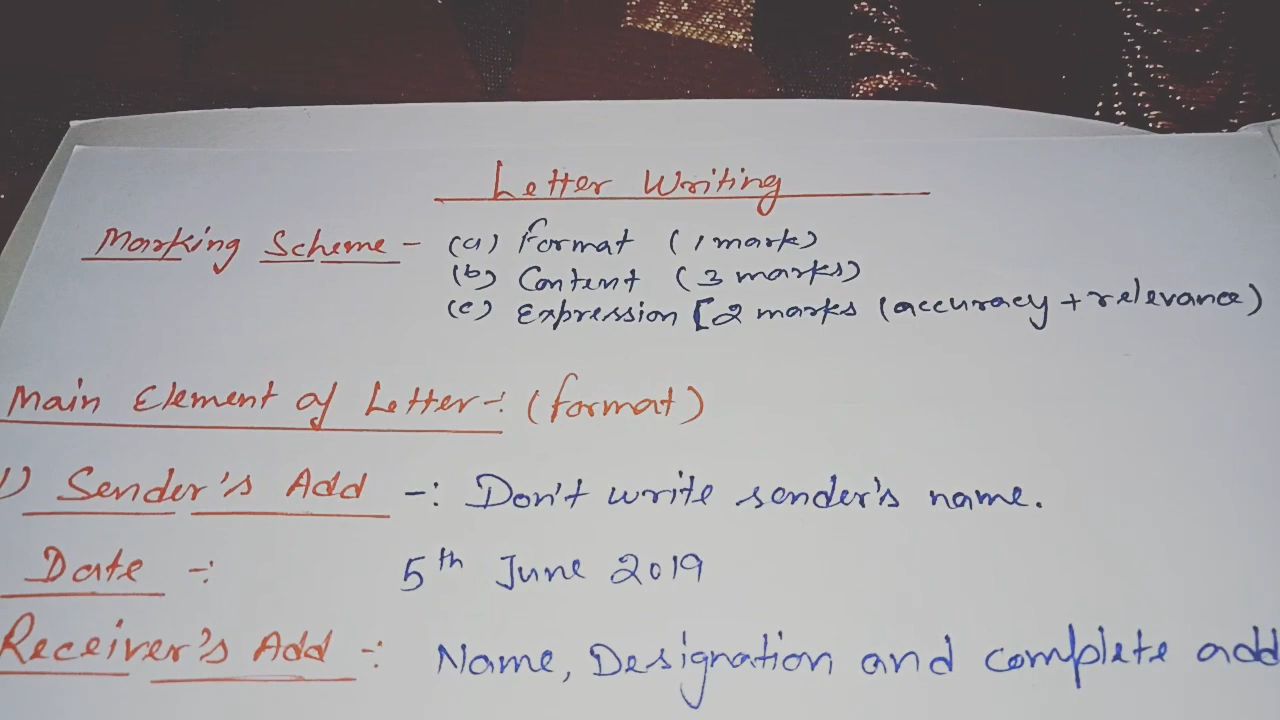 Letter Writing
Marking Scheme - (a) Format (1 mark)
(b) Content (3 marks)
(c) Expression [2 marks (accuracy + relevance)
Main Element of Letter -: (format)
1) Sender's Add -: Don't write sender's name.
Date -: 5th June 2019
Receiver's Add -: Name, Designation and complete add